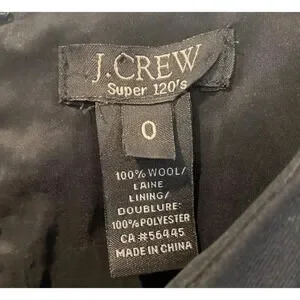 J.CREW
Super 120's
0
100% WOOL/
LAINE
LINING/
DOUBLURE:
100% POLYESTER
CA #56445
MADE IN CHINA